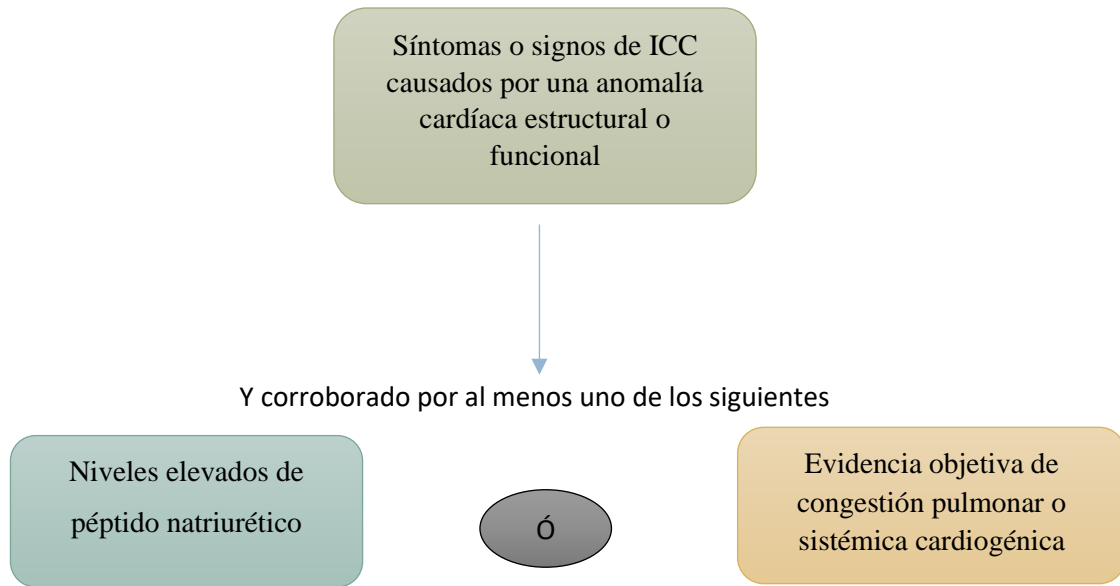 Síntomas o signos de ICC
causados por una anomalía
cardíaca estructural o
funcional
Y corroborado por al menos uno de los siguientes
Niveles elevados de
péptido natriurético
Ó
Evidencia objetiva de
congestión pulmonar o
sistémica cardiogénica